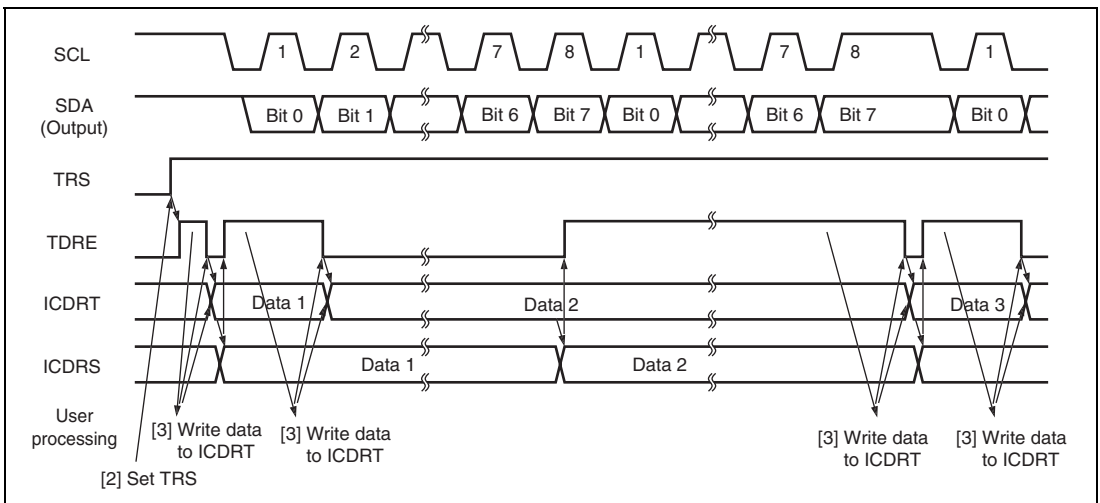 SCL 1 2 7 8 1 7 8 1
SDA
(Output)
Bit 0 Bit 1 Bit 6 Bit 7 Bit 0 Bit 6 Bit 7 Bit 0
TRS
TDRE
ICDRT Data 1 Data 2 Data 3
ICDRS Data 1 Data 2
User
processing
[3] Write data
to ICDRT
[3] Write data
to ICDRT
[3] Write data
to ICDRT
[3] Write data
to ICDRT
[2] Set TRS